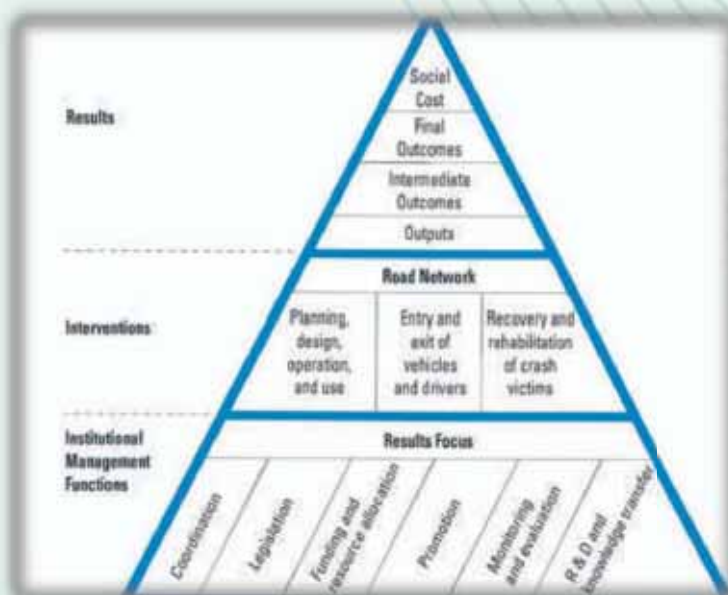 Results
Social
Cost
Final
Outcomes
Intermediate
Outcomes
Outputs
Interventions
Road Network
Planning,
design,
operation,
and use
Entry and
exit of
vehicles
and drivers
Recovery and
rehabilitation
of crash
victims
Institutional
Management
Functions
Results Focus
Coordination
Legislation
Funding and
resource allocation
Promotion
Monitoring
and evaluation
R & D and
knowledge transfer